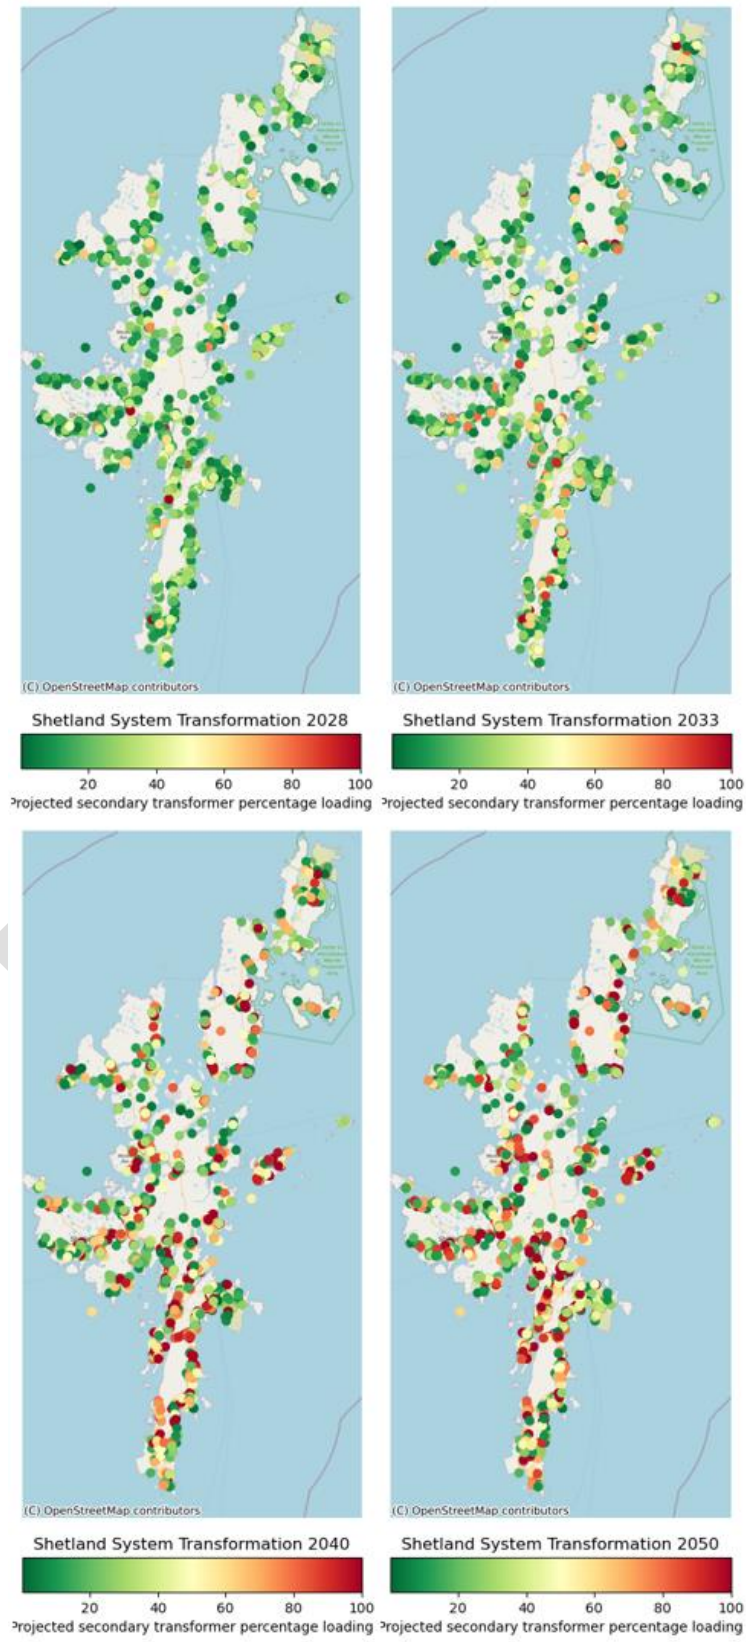 (C) OpenStreetMap contributors
(C) OpenStreetMap contributors
Shetland System Transformation 2028
Shetland System Transformation 2033
20 40 60 80 100
20 40 60 80 100
Projected secondary transformer percentage loading
Projected secondary transformer percentage loading
(C) OpenStreetMap contributors
(C) OpenStreetMap contributors
Shetland System Transformation 2040
Shetland System Transformation 2050
20 40 60 80 100
20 40 60 80 100
Projected secondary transformer percentage loading
Projected secondary transformer percentage loading